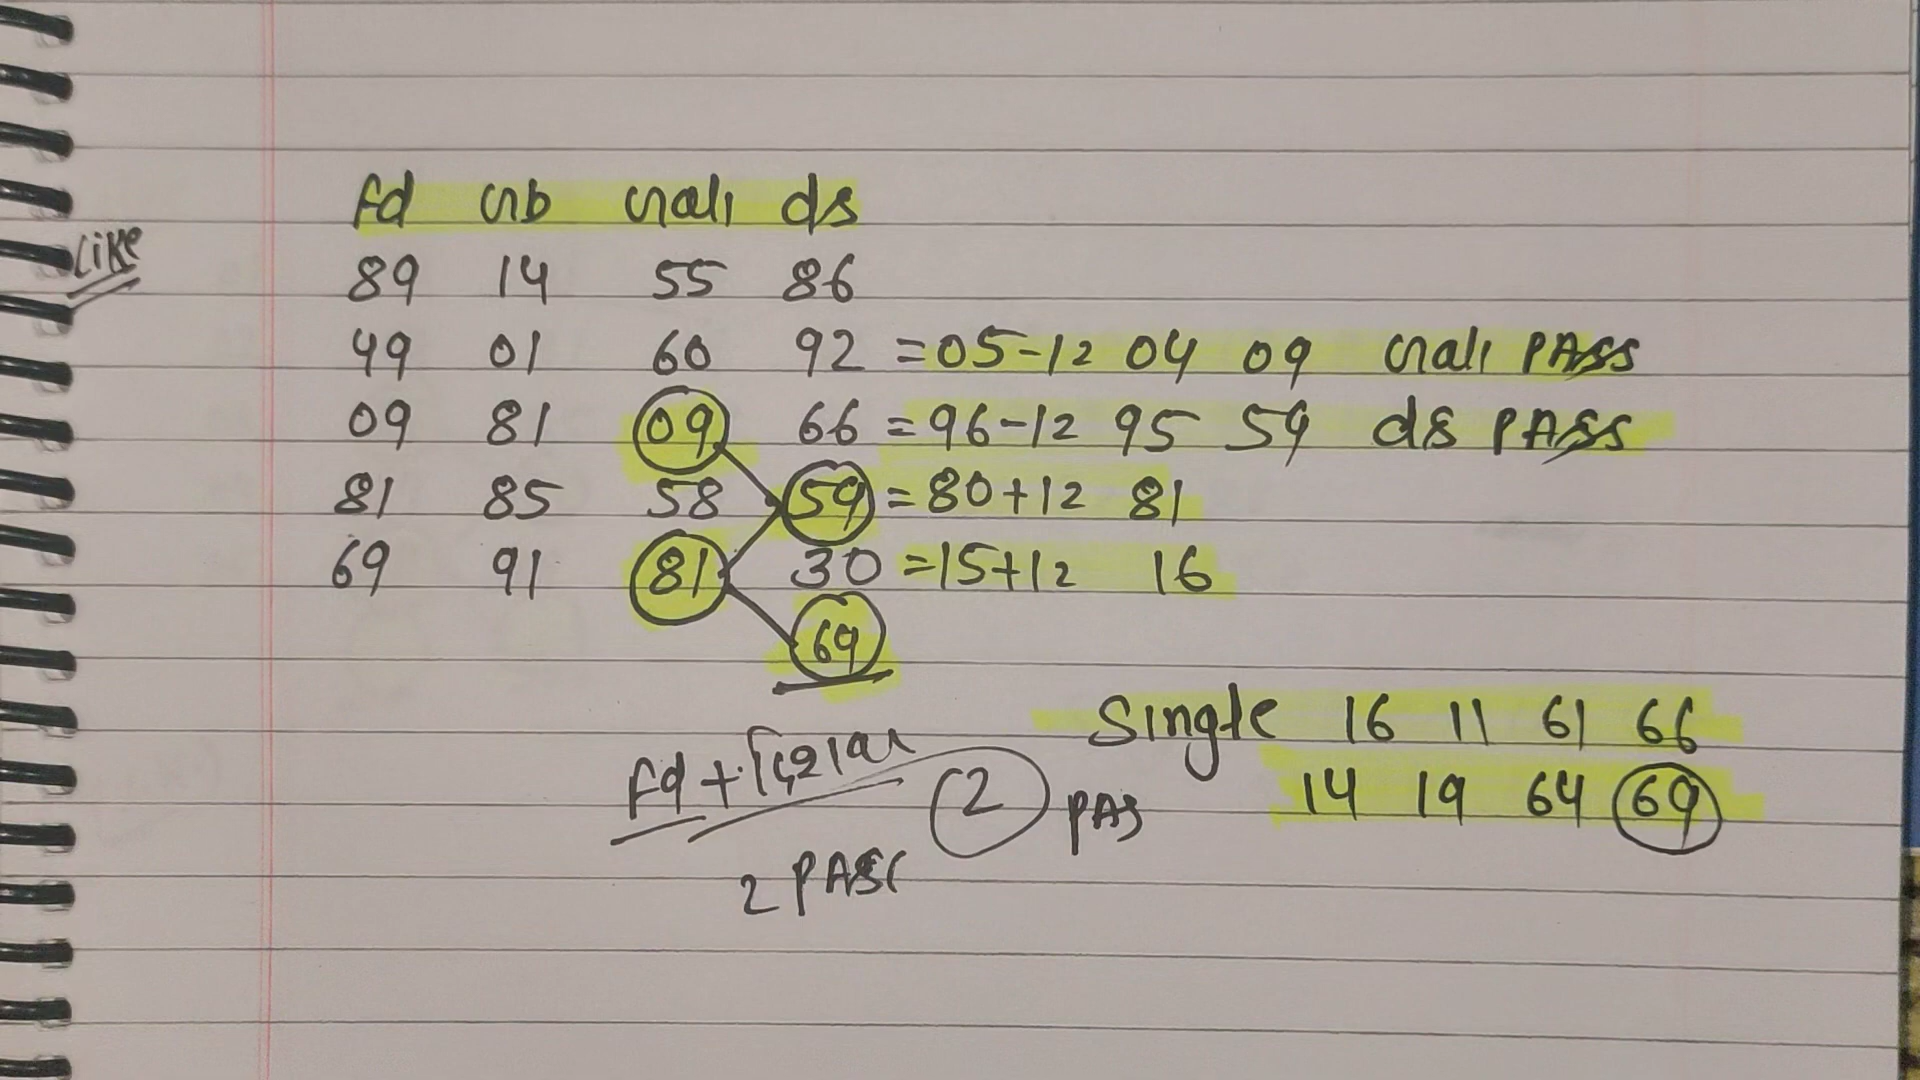 fd gb gali ds
Like
89 14 55 86
49 01 60 92 =05-12 04 09 gali PASS
09 81 09 66 =96-12 95 59 ds PASS
81 85 58 59 =80+12 81
69 91 81 30 =15+12 16
69
Single 16 11 61 66
fd + रविवार 2 PAS 14 19 64 69
2 PASS